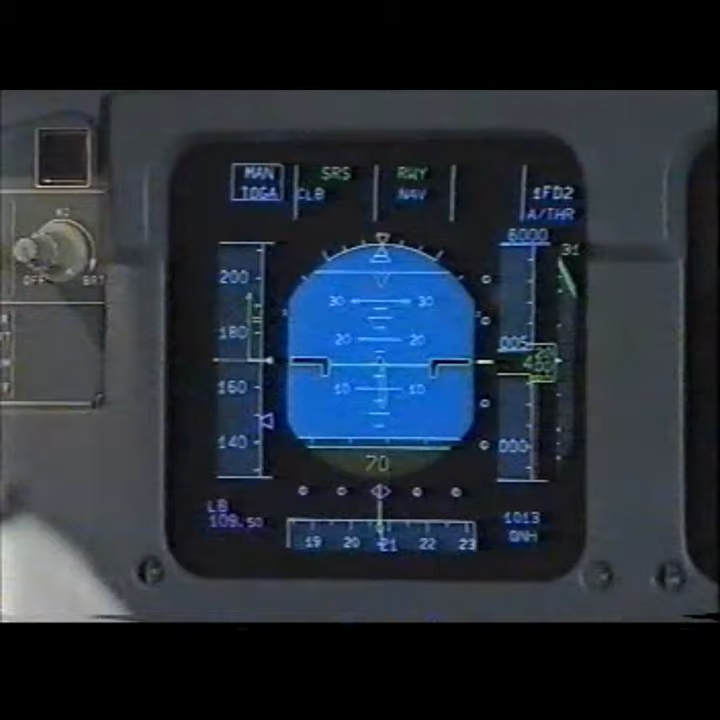 MAN SRS RWY
TOGA CLB NAV 1FD2
A/THR
6000
31
200
30 30
180
20 20
005
160
10 10
140
000
70
LB
109.50
1013
QNH
19 20 21 22 23
OFF BRT